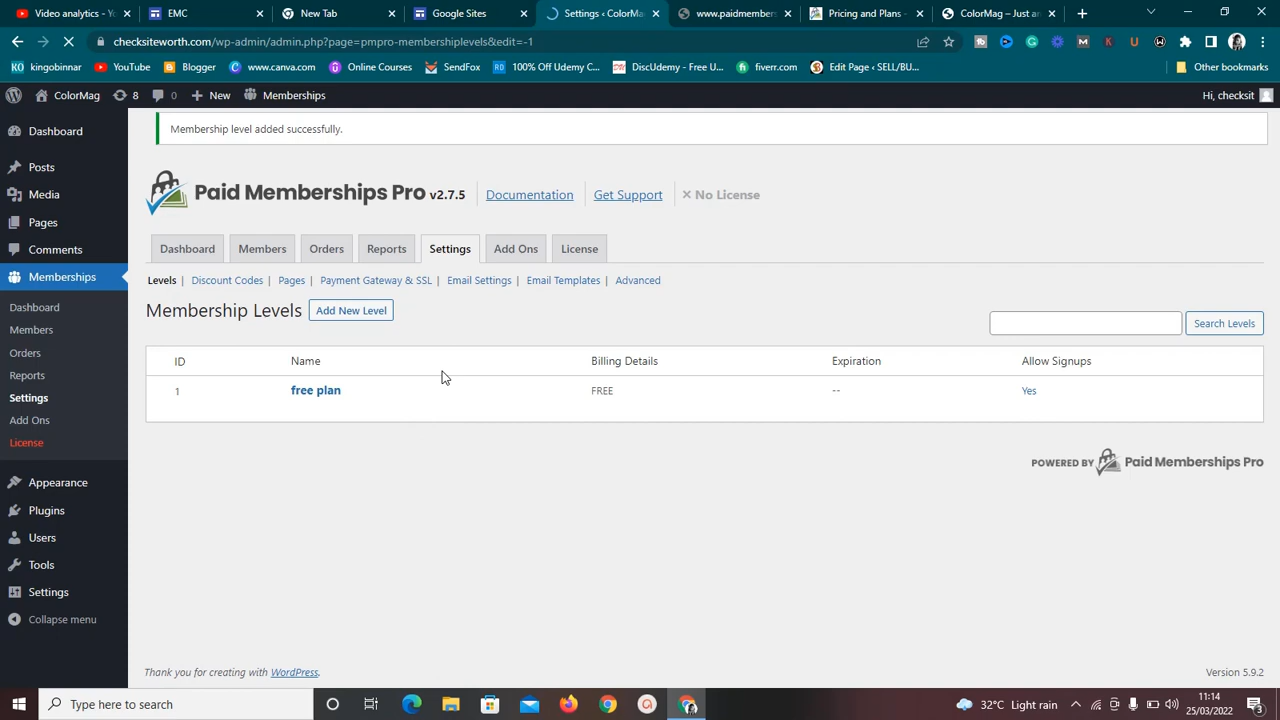 Video analytics - Y
EMC
New Tab
Google Sites
Settings ‹ ColorMa
www.paidmembers
Pricing and Plans -
ColorMag – Just an
checksiteworth.com/wp-admin/admin.php?page=pmpro-membershiplevels&edit=-1
kingobinnar
YouTube
Blogger
www.canva.com
Online Courses
SendFox
100% Off Udemy C...
DiscUdemy - Free U...
fiverr.com
Edit Page ‹ SELL/BU...
Other bookmarks
ColorMag
8
0
New
Memberships
Hi, checksit
Dashboard
Posts
Media
Pages
Comments
Memberships
Dashboard
Members
Orders
Reports
Settings
Add Ons
License
Appearance
Plugins
Users
Tools
Settings
Collapse menu
Membership level added successfully.
Paid Memberships Pro v2.7.5
Documentation
Get Support
No License
Dashboard
Members
Orders
Reports
Settings
Add Ons
License
Levels | Discount Codes | Pages | Payment Gateway & SSL | Email Settings | Email Templates | Advanced
Membership Levels
Add New Level
Search Levels
ID Name Billing Details Expiration Allow Signups
1 free plan FREE -- Yes
POWERED BY Paid Memberships Pro
Thank you for creating with WordPress.
Version 5.9.2
Type here to search
32°C Light rain
11:14
25/03/2022